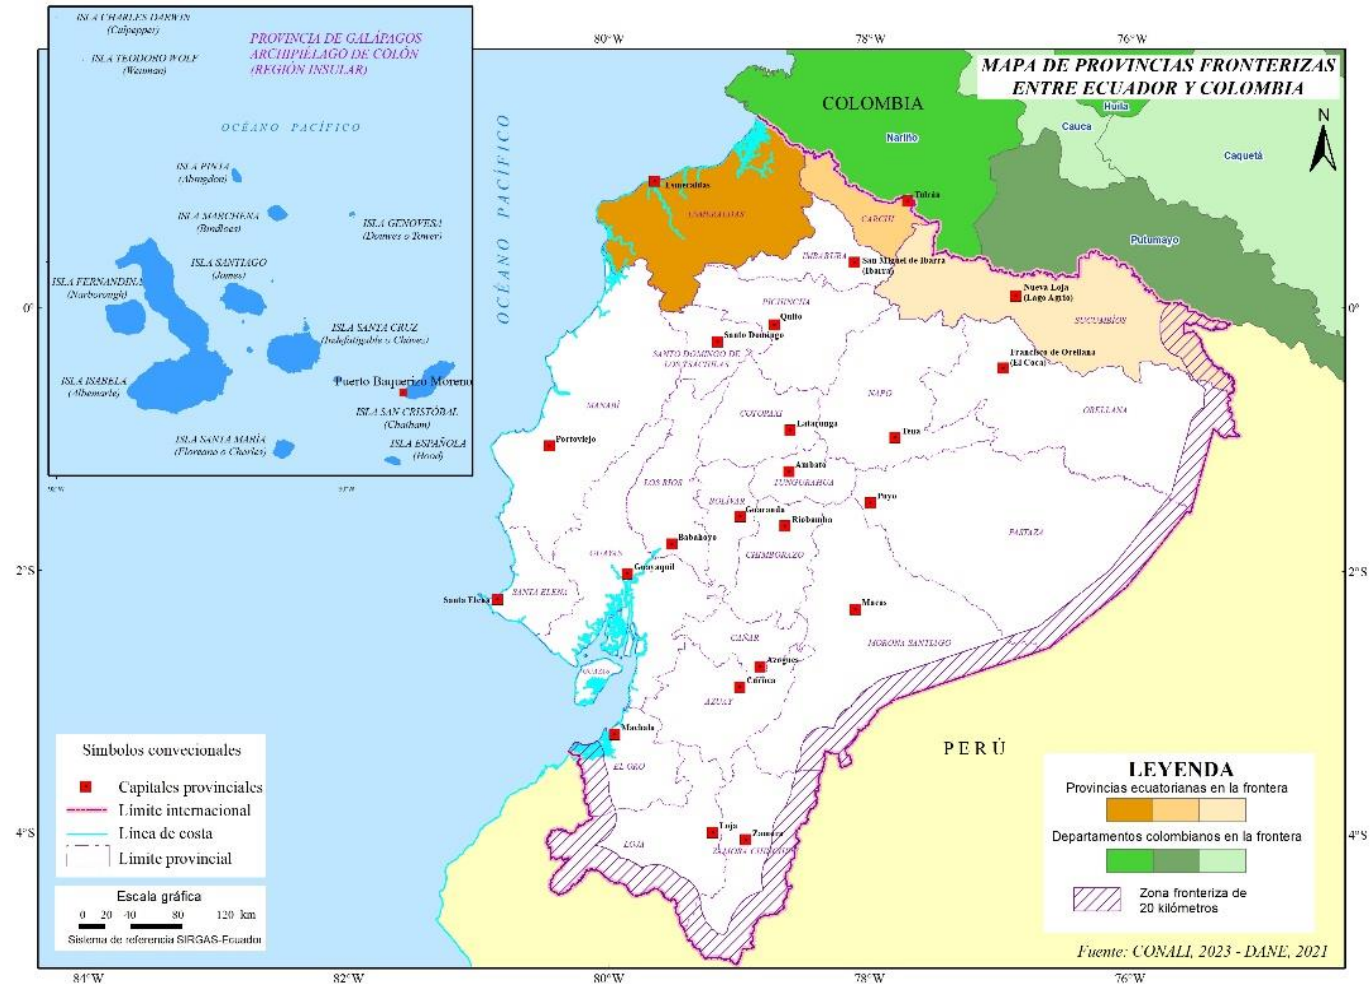 ISLA CHARLES DARWIN
(Culpepper)
ISLA TEODORO WOLF
(Wenman)
PROVINCIA DE GALÁPAGOS
ARCHIPIÉLAGO DE COLÓN
(REGIÓN INSULAR)
OCÉANO PACÍFICO
ISLA PINTA
(Abingdon)
ISLA MARCHENA
(Bindloes)
ISLA GENOVESA
(Downes o Tower)
ISLA SANTIAGO
(James)
ISLA FERNANDINA
(Narborough)
ISLA SANTA CRUZ
(Indefatigable o Chávez)
ISLA ISABELA
(Albemarle)
Puerto Baquerizo Moreno
ISLA SAN CRISTÓBAL
(Chatham)
ISLA SANTA MARÍA
(Floreana o Charles)
ISLA ESPAÑOLA
(Hood)
80°W
78°W
76°W
MAPA DE PROVINCIAS FRONTERIZAS
ENTRE ECUADOR Y COLOMBIA
N
COLOMBIA
Nariño
Huila
Cauca
Caquetá
Putumayo
OCÉANO PACÍFICO
Esmeraldas
ESMERALDAS
Tulcán
CARCHI
IMBABURA
San Miguel de Ibarra
(Ibarra)
Nueva Loja
(Lago Agrio)
SUCUMBÍOS
0°
0°
PICHINCHA
Quito
Santo Domingo
SANTO DOMINGO DE
LOS TSÁCHILAS
Francisco de Orellana
(El Coca)
NAPO
ORELLANA
MANABÍ
COTOPAXI
Latacunga
Tena
Portoviejo
Ambato
TUNGURAHUA
LOS RIOS
BOLÍVAR
Guaranda
Riobamba
Puyo
PASTAZA
Babahoyo
GUAYAS
CHIMBORAZO
Guayaquil
2°S
Santa Elena
SANTA ELENA
Macas
MORONA SANTIAGO
CAÑAR
Azogues
Cuenca
AZUAY
GUAYAS
Machala
EL ORO
PERÚ
Loja
LOJA
Zamora
4°S
4°S
Símbolos convecionales
Capitales provinciales
Límite internacional
Línea de costa
Límite provincial
Escala gráfica
0 20 40 80 120 km
Sistema de referencia SIRGAS-Ecuador
LEYENDA
Provincias ecuatorianas en la frontera
Departamentos colombianos en la frontera
Zona fronteriza de
20 kilómetros
Fuente: CONALI, 2023 - DANE, 2021
84°W
82°W
80°W
78°W
76°W